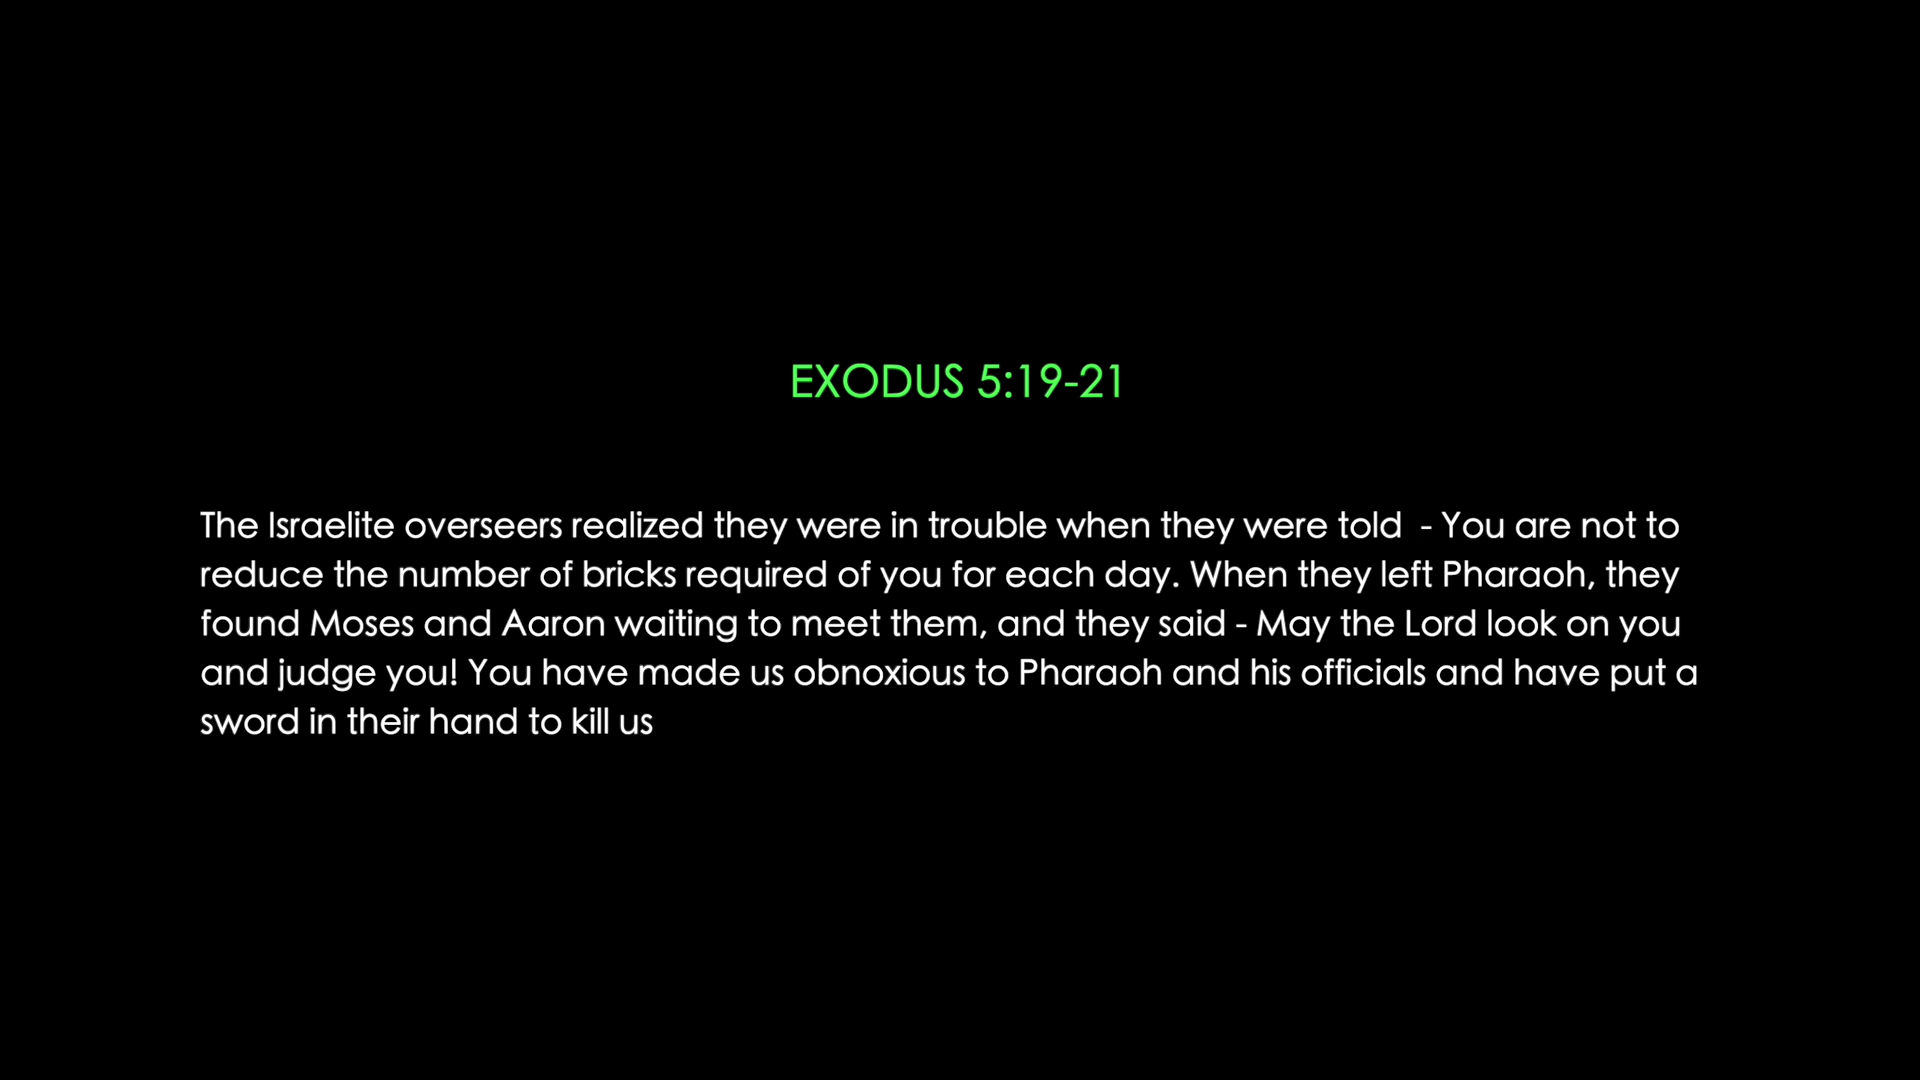 EXODUS 5:19-21
The Israelite overseers realized they were in trouble when they were told  - You are not to
reduce the number of bricks required of you for each day. When they left Pharaoh, they
found Moses and Aaron waiting to meet them, and they said - May the Lord look on you
and judge you! You have made us obnoxious to Pharaoh and his officials and have put a
sword in their hand to kill us